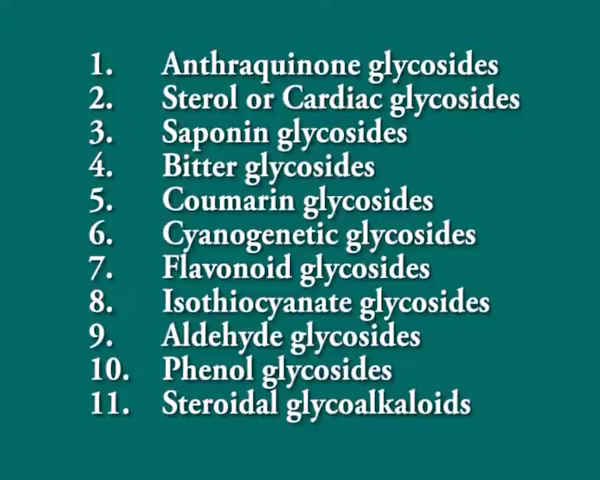 1. Anthraquinone glycosides
2. Sterol or Cardiac glycosides
3. Saponin glycosides
4. Bitter glycosides
5. Coumarin glycosides
6. Cyanogenetic glycosides
7. Flavonoid glycosides
8. Isothiocyanate glycosides
9. Aldehyde glycosides
10. Phenol glycosides
11. Steroidal glycoalkaloids